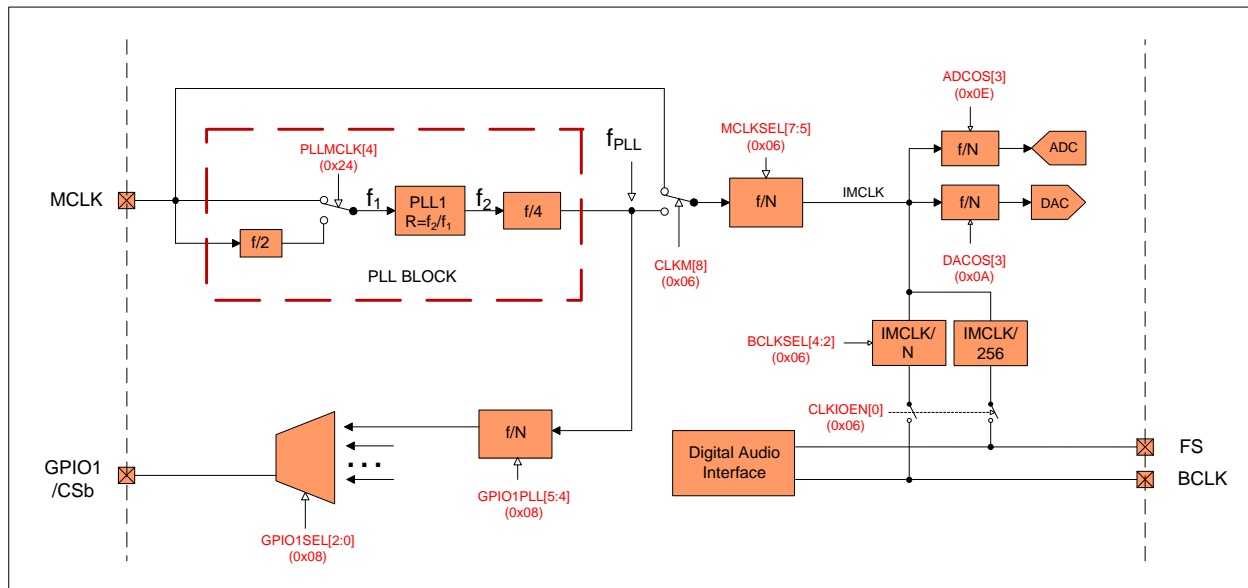 ADCOS[3]
(0x0E)
MCLKSEL[7:5]
(0x06)
f/N
ADC
PLLMCLK[4]
(0x24)
fPLL
MCLK
f1
PLL1
R=f2/f1
f2
f/4
f/N
IMCLK
f/N
DAC
f/2
PLL BLOCK
CLKM[8]
(0x06)
DACOS[3]
(0x0A)
BCLKSEL[4:2]
(0x06)
IMCLK/
N
IMCLK/
256
CLKIOEN[0]
(0x06)
f/N
...
Digital Audio
Interface
FS
BCLK
GPIO1
/CSb
GPIO1PLL[5:4]
(0x08)
GPIO1SEL[2:0]
(0x08)